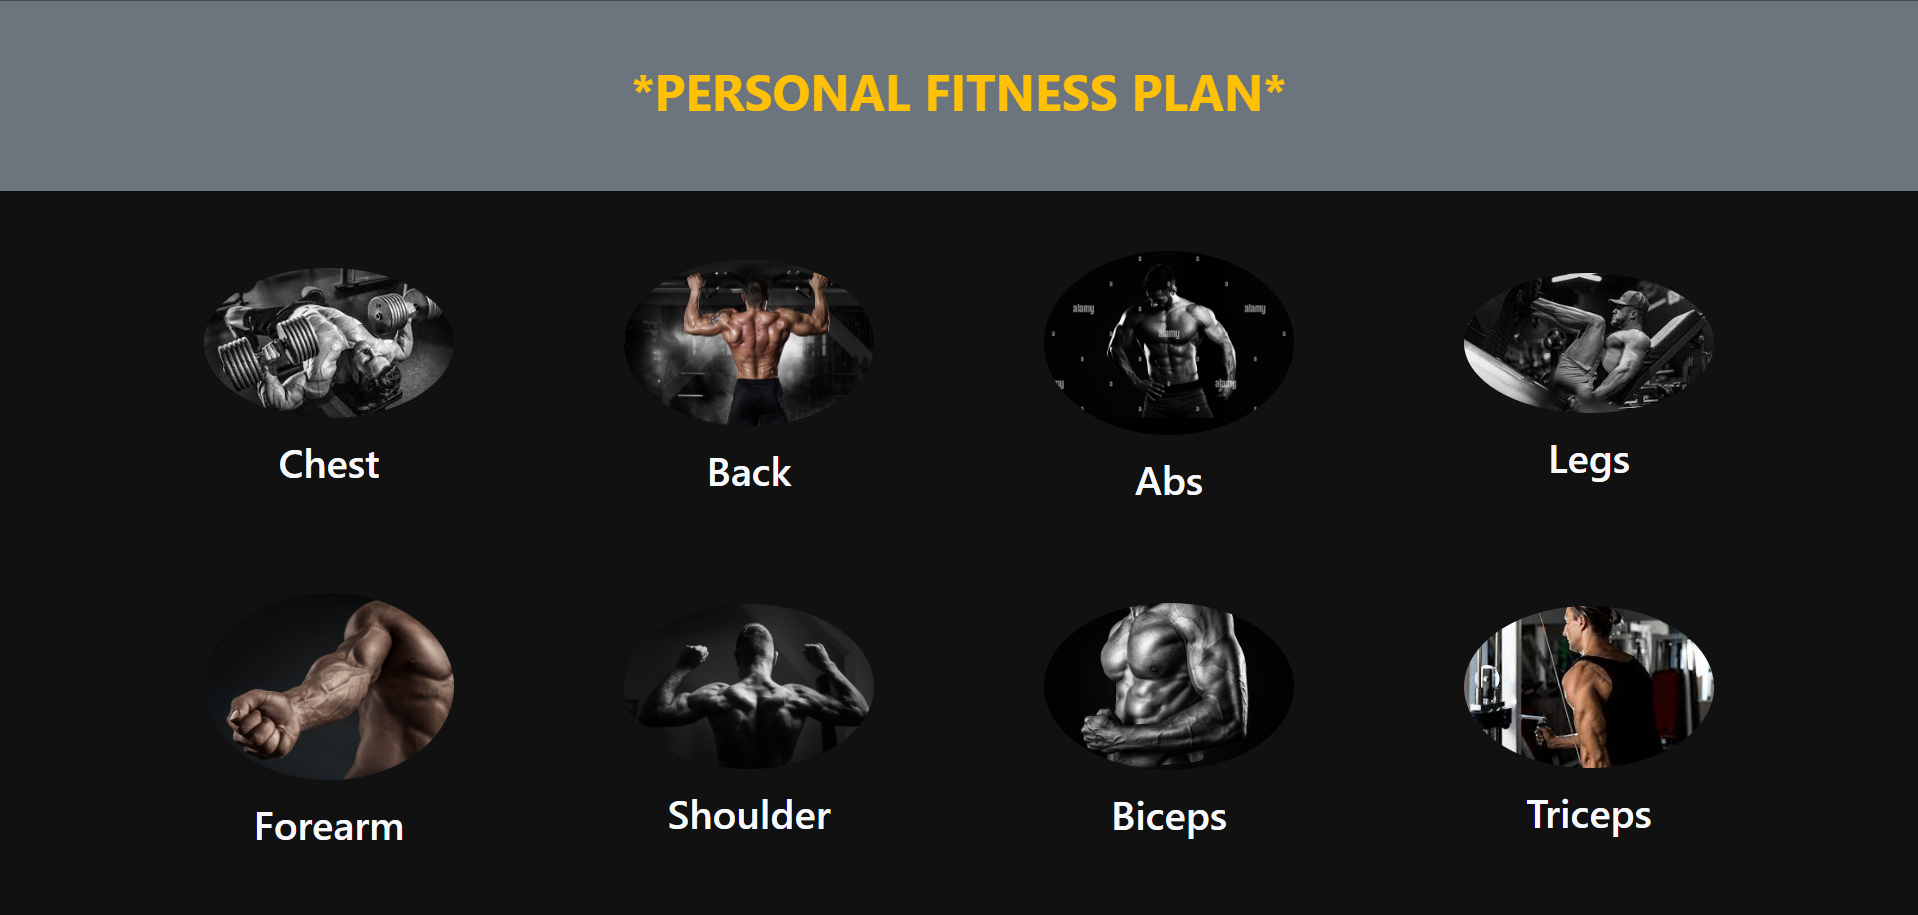 *PERSONAL FITNESS PLAN*
alamy
alamy
alamy
alamy
Chest
Back
Abs
Legs
Forearm
Shoulder
Biceps
Triceps